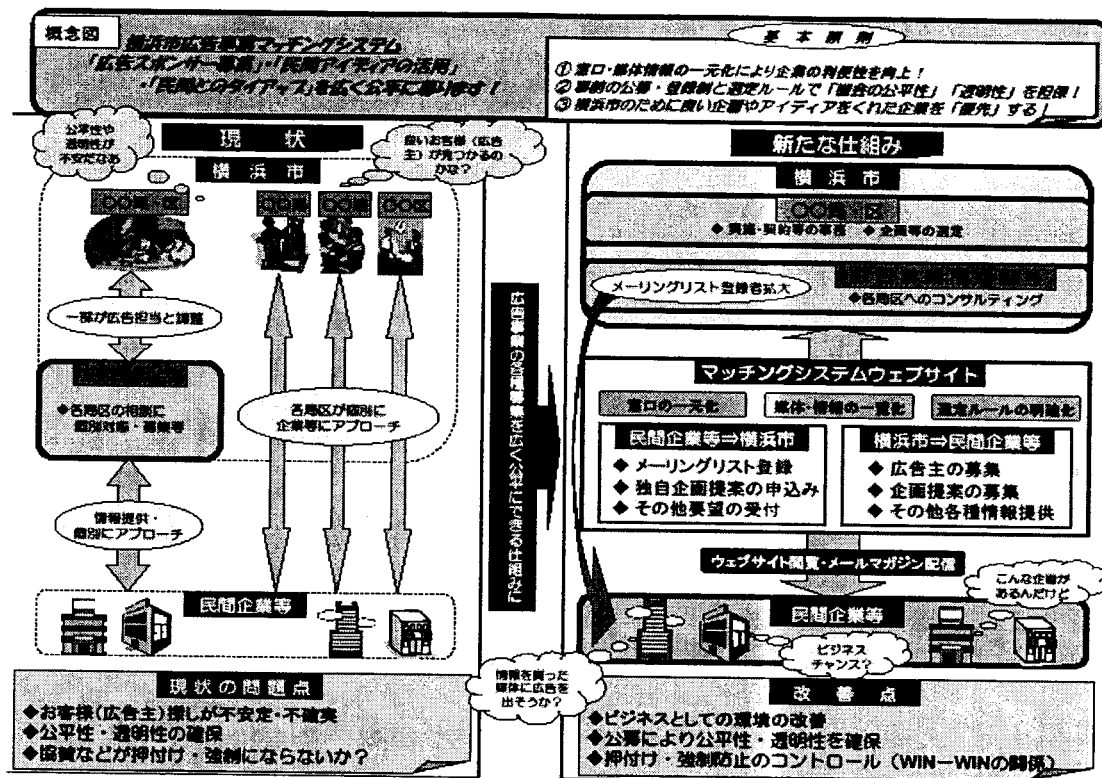 概念図
横浜市広告事業マッチングシステム
「広告スポンサー募集」・「民間アイディアの活用」
・「民間とのタイアップ」を広く公平に募ります!
基本原則
① 窓口・媒体情報の一元化により企業の利便性を向上!
② 事前の公募・登録制と選定ルールで「機会の公平性」「透明性」を担保!
③ 横浜市のために良い企画やアイディアをくれた企業を「優先」する!
公平性や
透明性が
不安だなあ
現 状
良いお客様(広告
主)が見つかるの
かな?
横 浜 市
〇〇局・区
〇〇局
〇〇局
〇〇区
一部が広告担当と調整
◆各局区の相談に
個別対応・募集等
各局区が個別に
企業等にアプローチ
情報提供・
個別にアプローチ
民間企業等
現状の問題点
◆お客様(広告主)探しが不安定・不確実
◆公平性・透明性の確保
◆協賛などが押付け・強制にならないか?
広告事業の各種募集を広く公平にできる仕組みに
新たな仕組み
横 浜 市
〇〇局・区
◆ 実施・契約等の事務 ◆ 企画等の選定
メーリングリスト登録者拡大
◆各局区へのコンサルティング
マッチングシステムウェブサイト
窓口の一元化
媒体・情報の一覧化
選定ルールの明確化
民間企業等⇒横浜市
◆ メーリングリスト登録
◆ 独自企画提案の申込み
◆ その他要望の受付
横浜市⇒民間企業等
◆ 広告主の募集
◆ 企画提案の募集
◆ その他各種情報提供
ウェブサイト閲覧・メールマガジン配信
こんな企画が
あるんだけど
民間企業等
ビジネス
チャンス?
情報を貰った
媒体に広告を
出そうか?
改 善 点
◆ビジネスとしての環境の改善
◆公募により公平性・透明性を確保
◆押付け・強制防止のコントロール(WIN-WINの関係)